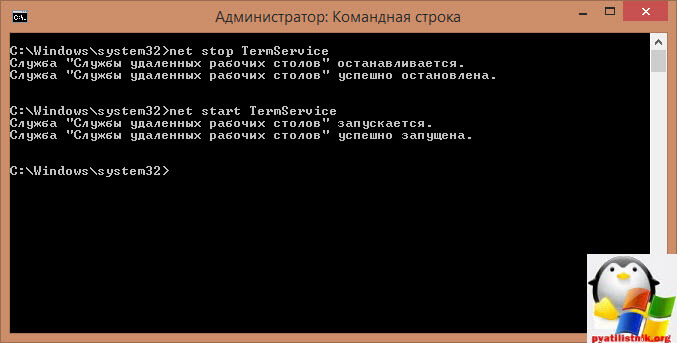 Администратор: Командная строка
C:\Windows\system32>net stop TermService
Служба "Службы удаленных рабочих столов" останавливается.
Служба "Службы удаленных рабочих столов" успешно остановлена.
C:\Windows\system32>net start TermService
Служба "Службы удаленных рабочих столов" запускается.
Служба "Службы удаленных рабочих столов" успешно запущена.
C:\Windows\system32>
pyatilistnik.org